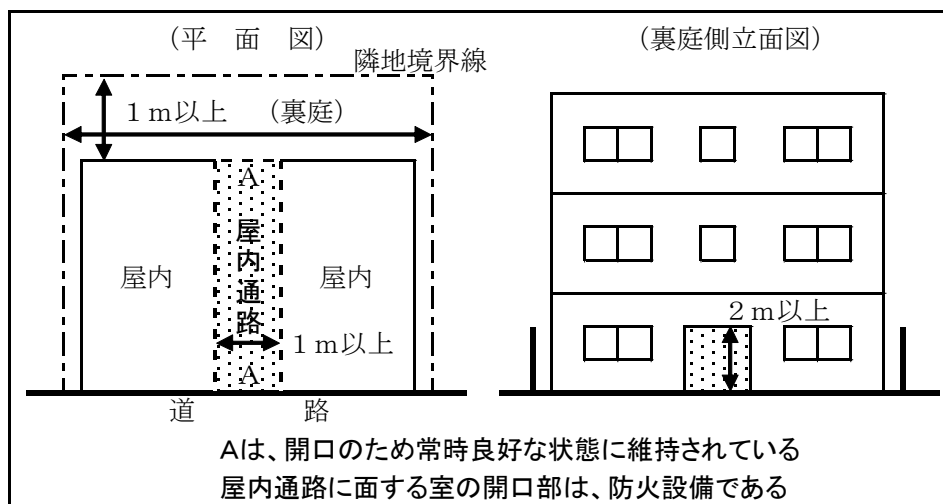 （平　面　図）
（裏庭側立面図）
隣地境界線
１ｍ以上
（裏庭）
A
屋内通路
屋内
屋内
２ｍ以上
１ｍ以上
A
道　　路
Aは、開口のため常時良好な状態に維持されている
屋内通路に面する室の開口部は、防火設備である